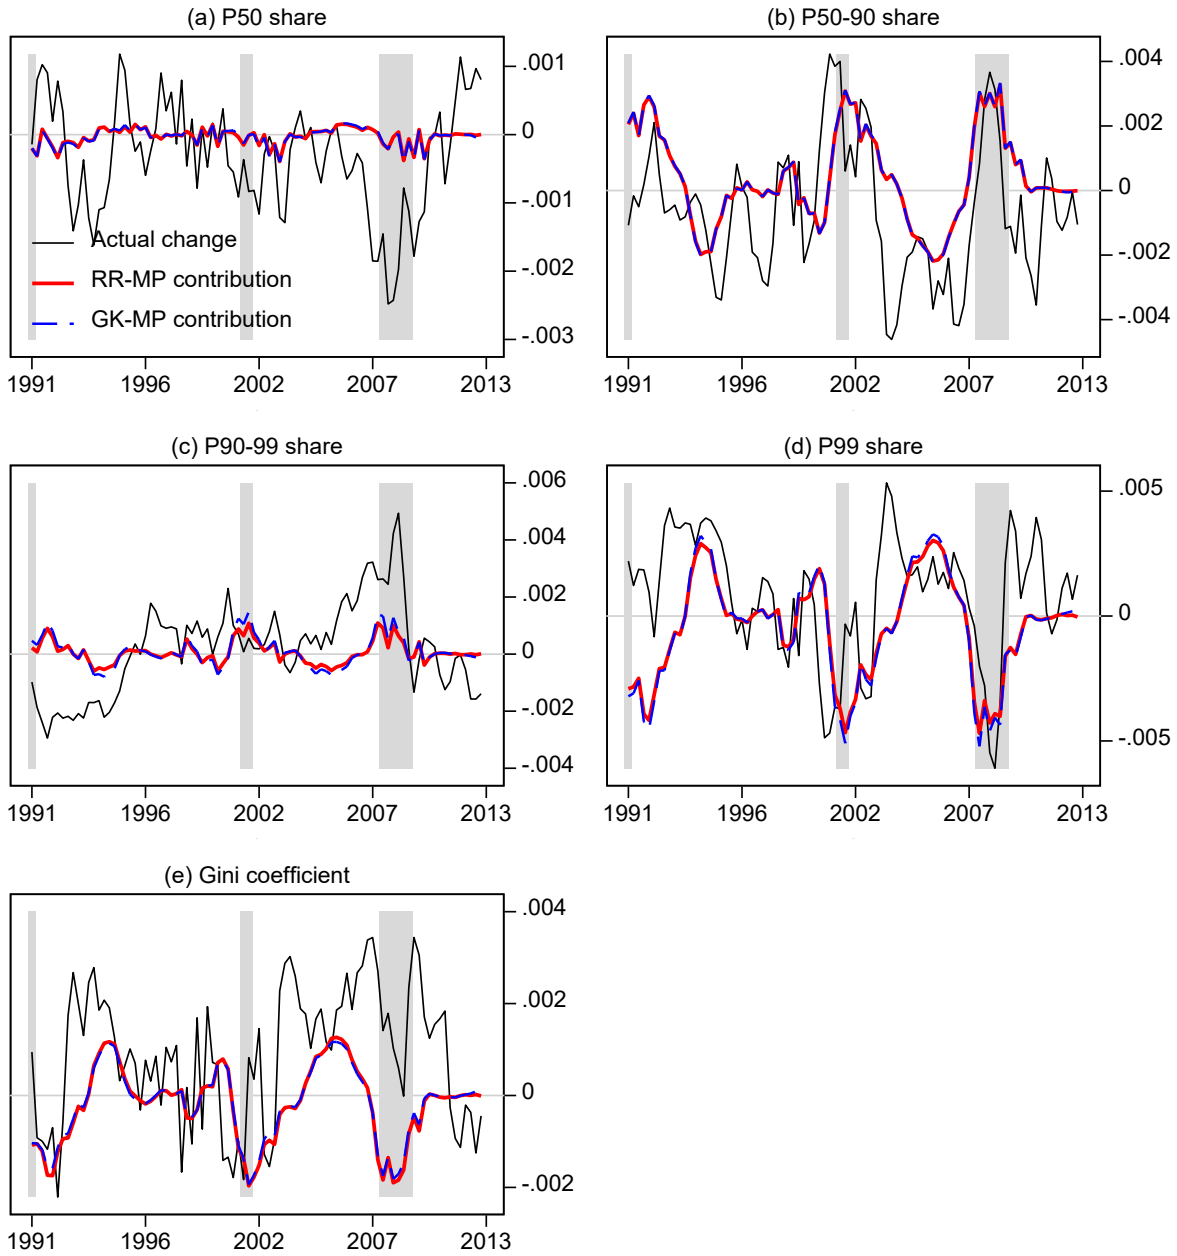 (a) P50 share
.001
0
-.001
-.002
-.003
Actual change
RR-MP contribution
GK-MP contribution
1991 1996 2002 2007 2013
(b) P50-90 share
.004
.002
0
-.002
-.004
1991 1996 2002 2007 2013
(c) P90-99 share
.006
.004
.002
0
-.002
-.004
1991 1996 2002 2007 2013
(d) P99 share
.005
0
-.005
1991 1996 2002 2007 2013
(e) Gini coefficient
.004
.002
0
-.002
1991 1996 2002 2007 2013